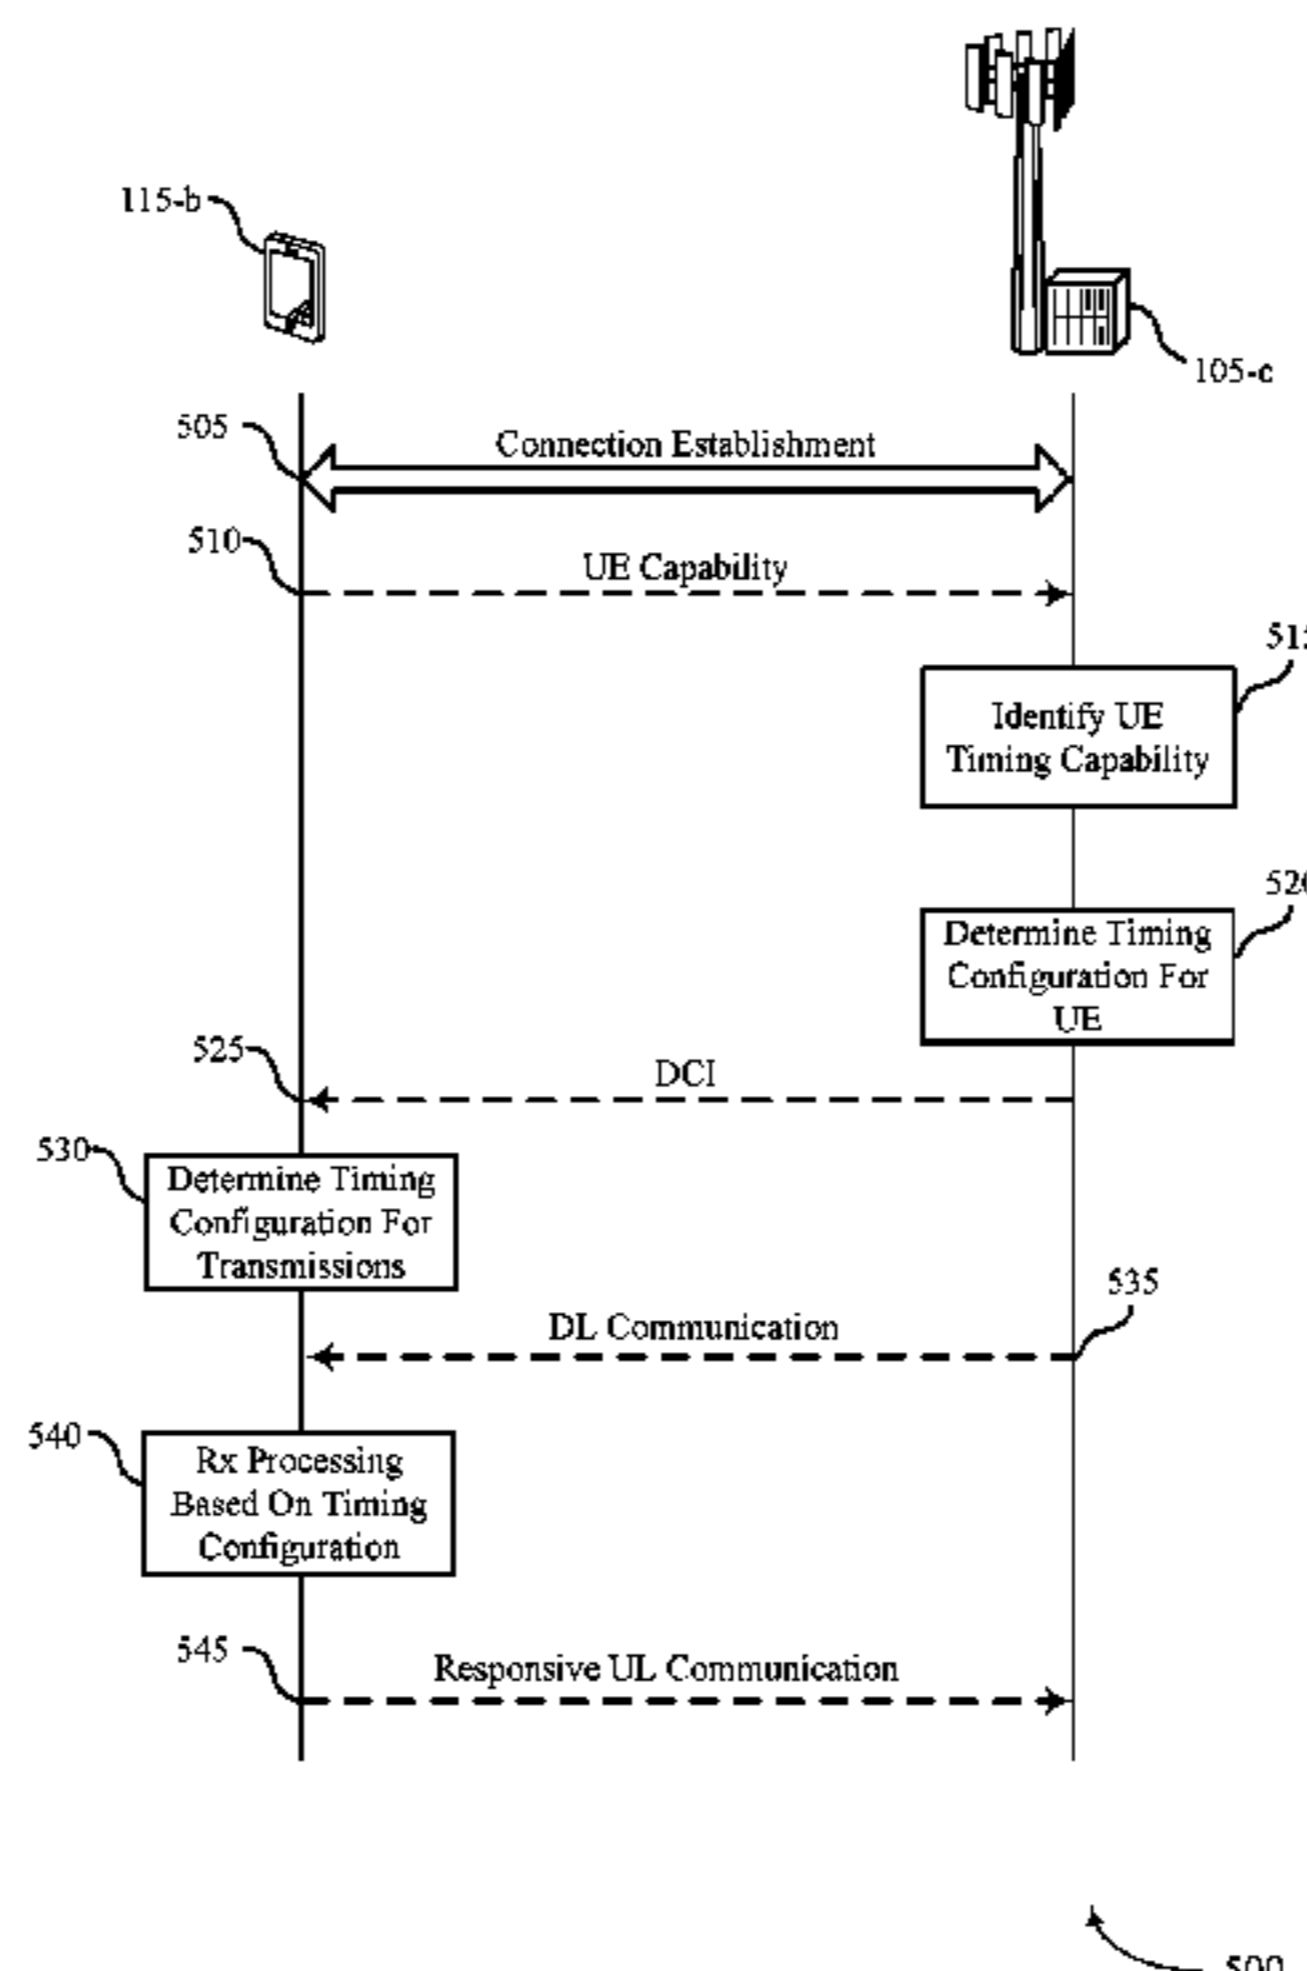 115-b
105-c
505
Connection Establishment
510
UE Capability
Identify UE
Timing Capability
Determine Timing
Configuration For
UE
525
DCI
530
Determine Timing
Configuration For
Transmissions
535
DL Communication
540
Rx Processing
Based On Timing
Configuration
545
Responsive UL Communication
500